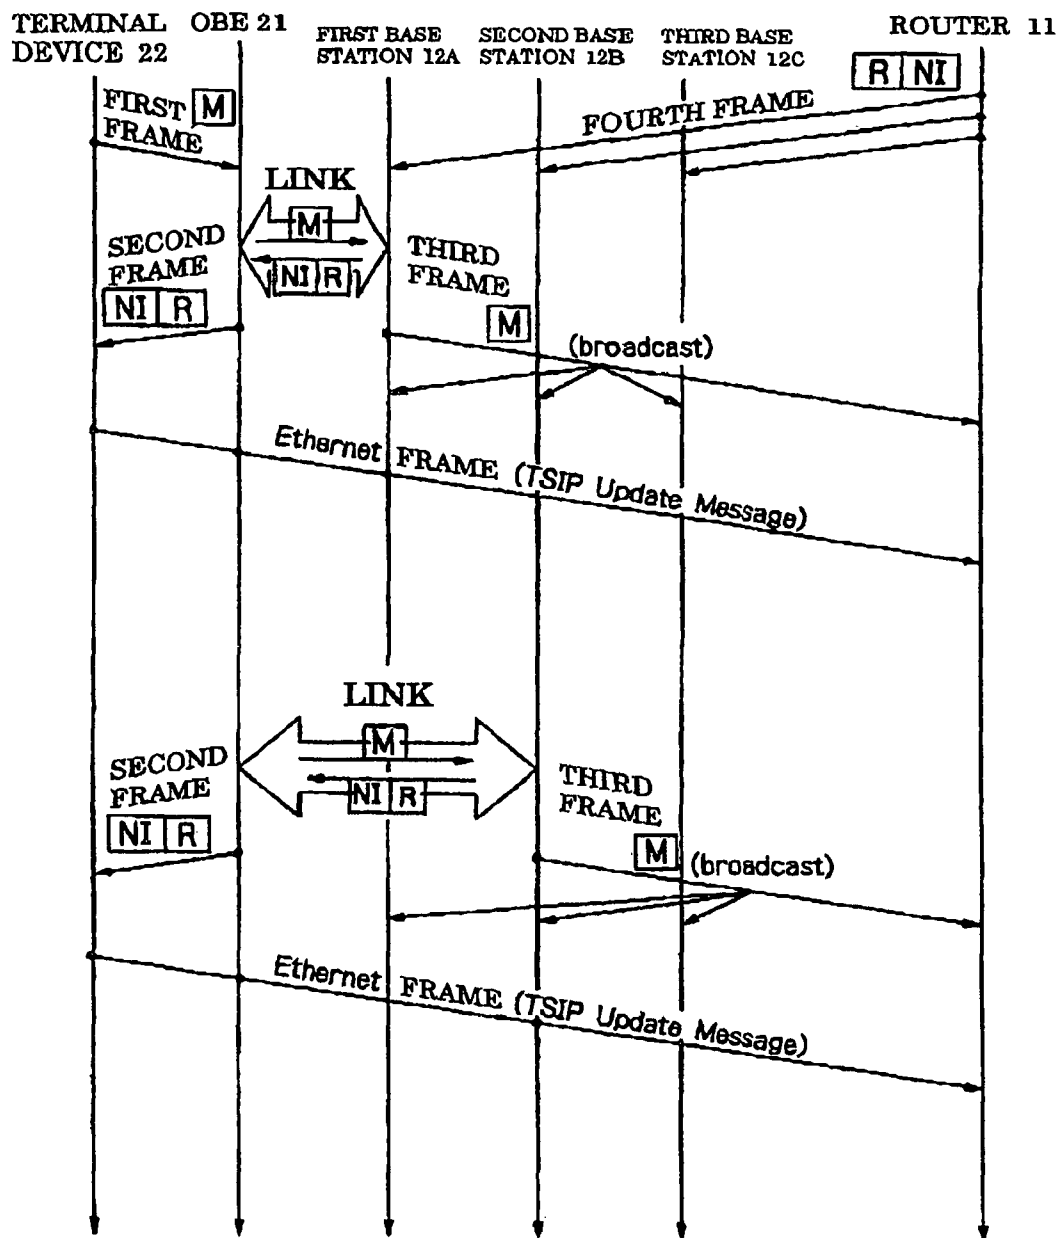 TERMINAL DEVICE 22
OBE 21
FIRST BASE STATION 12A
SECOND BASE STATION 12B
THIRD BASE STATION 12C
ROUTER 11
R NI
FIRST M
FRAME
FOURTH FRAME
LINK
M
NI R
SECOND
FRAME
NI R
THIRD
FRAME
M
(broadcast)
Ethernet FRAME (TSIP Update Message)
LINK
M
NI R
SECOND
FRAME
NI R
THIRD
FRAME
M
(broadcast)
Ethernet FRAME (TSIP Update Message)